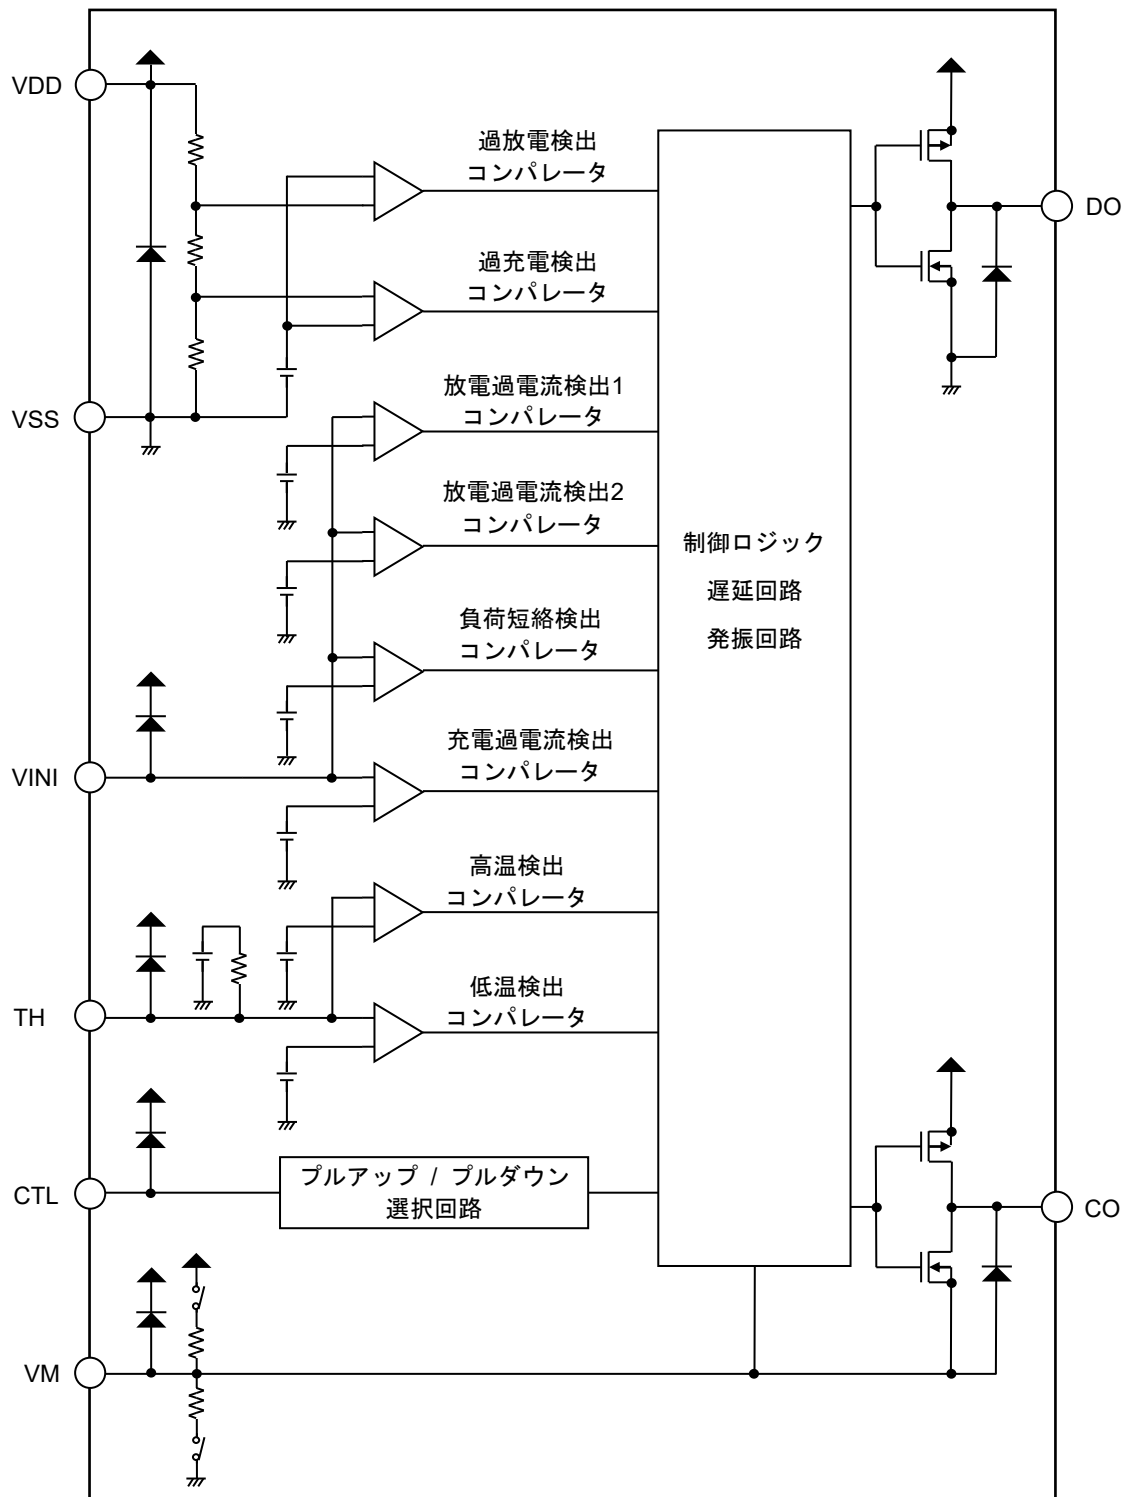 VDD
過放電検出
コンパレータ
DO
過充電検出
コンパレータ
VSS
放電過電流検出1
コンパレータ
放電過電流検出2
コンパレータ
制御ロジック
遅延回路
発振回路
負荷短絡検出
コンパレータ
VINI
充電過電流検出
コンパレータ
高温検出
コンパレータ
TH
低温検出
コンパレータ
CTL
プルアップ / プルダウン
選択回路
CO
VM